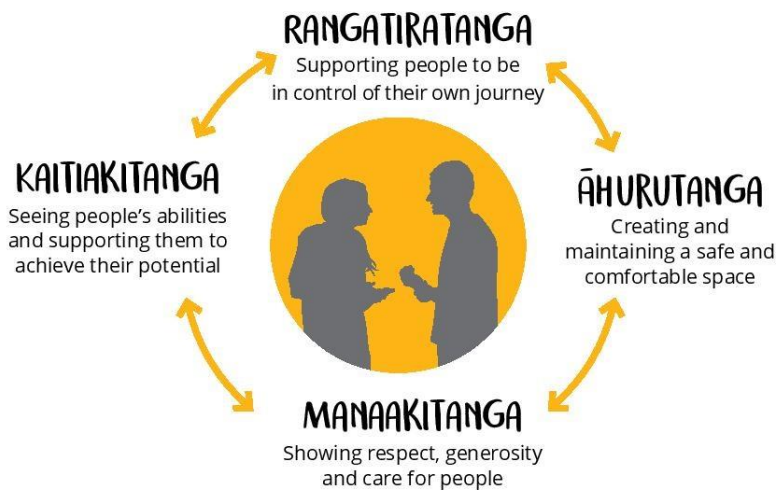 RANGATIRATANGA
Supporting people to be
in control of their own journey
KAITIAKITANGA
Seeing people's abilities
and supporting them to
achieve their potential
ĀHURUTANGA
Creating and
maintaining a safe and
comfortable space
MANAAKITANGA
Showing respect, generosity
and care for people